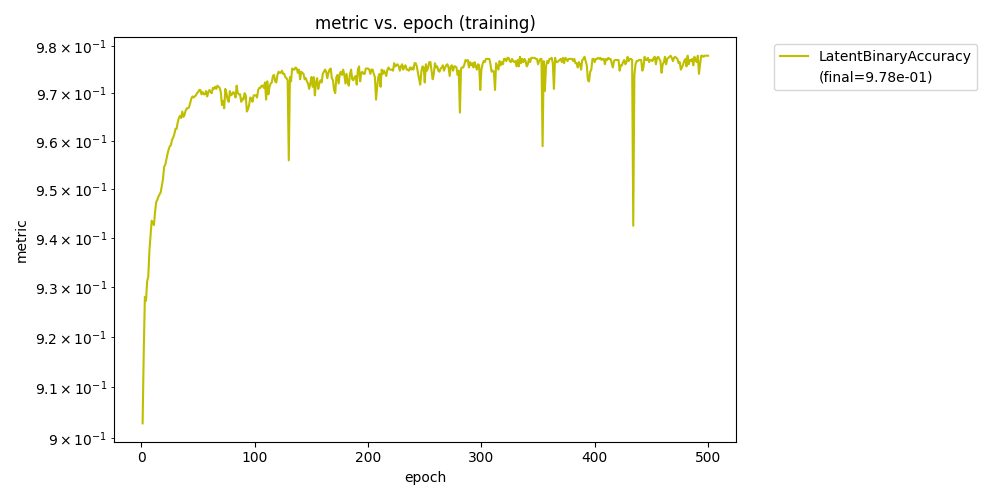 metric vs. epoch (training)
9.8 × 10⁻¹
9.7 × 10⁻¹
9.6 × 10⁻¹
9.5 × 10⁻¹
9.4 × 10⁻¹
9.3 × 10⁻¹
9.2 × 10⁻¹
9.1 × 10⁻¹
9 × 10⁻¹
metric
0 100 200 300 400 500
epoch
LatentBinaryAccuracy
(final=9.78e-01)